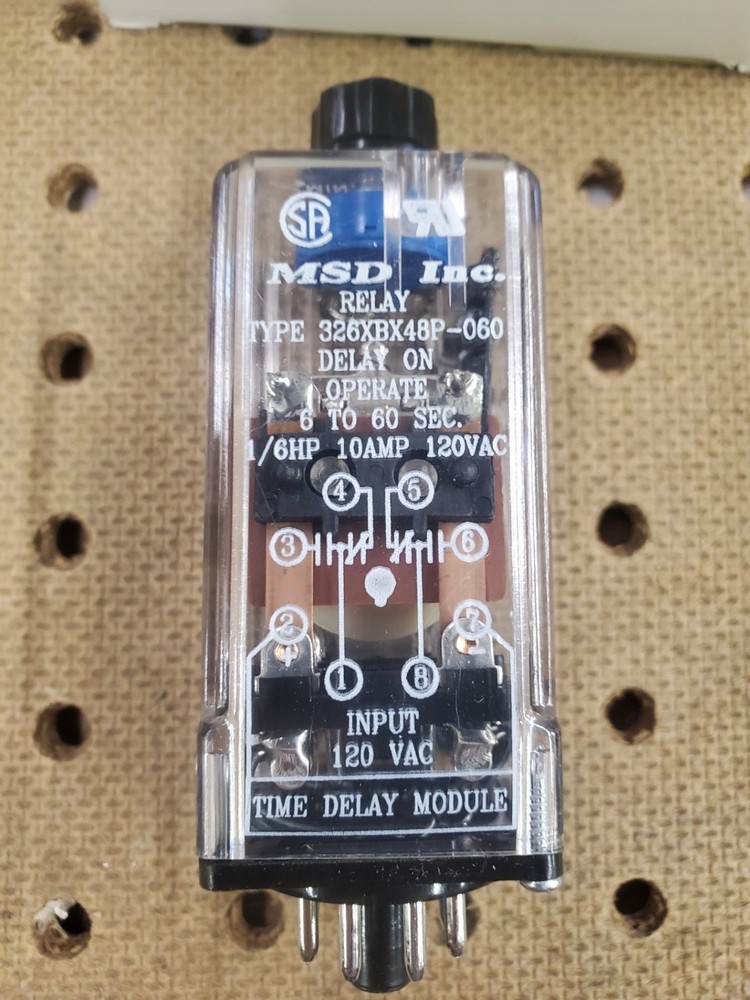 SA
MSD Inc.
RELAY
TYPE 326XBX48P-060
DELAY ON
OPERATE
6 TO 60 SEC.
1/6HP 10AMP 120VAC
4 5
3 6
2 7
+ -
1 8
INPUT
120 VAC
TIME DELAY MODULE